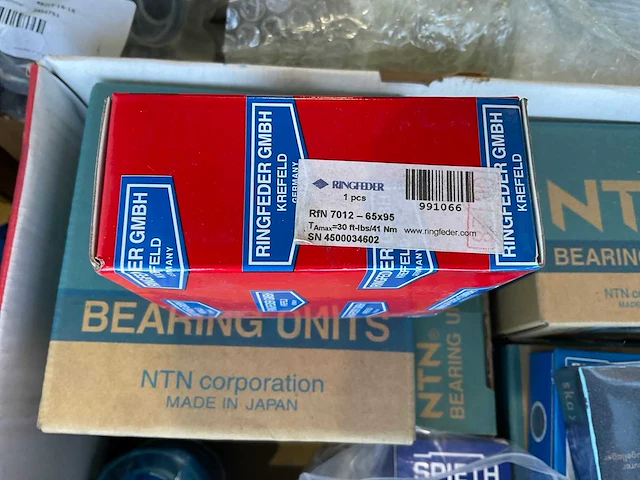 RINGFEDER GMBH
KREFELD
GERMANY
RINGFEDER
1 pcs
991066
RfN 7012 – 65x95
TAmax=30 ft-lbs/41 Nm www.ringfeder.com
SN 4500034602
RINGFEDER GMBH
KREFELD
GMBH
BEARING UNITS
NTN corporation
MADE IN JAPAN
NTN
BEARING
NTN
BEARING
NTN
SPIETH